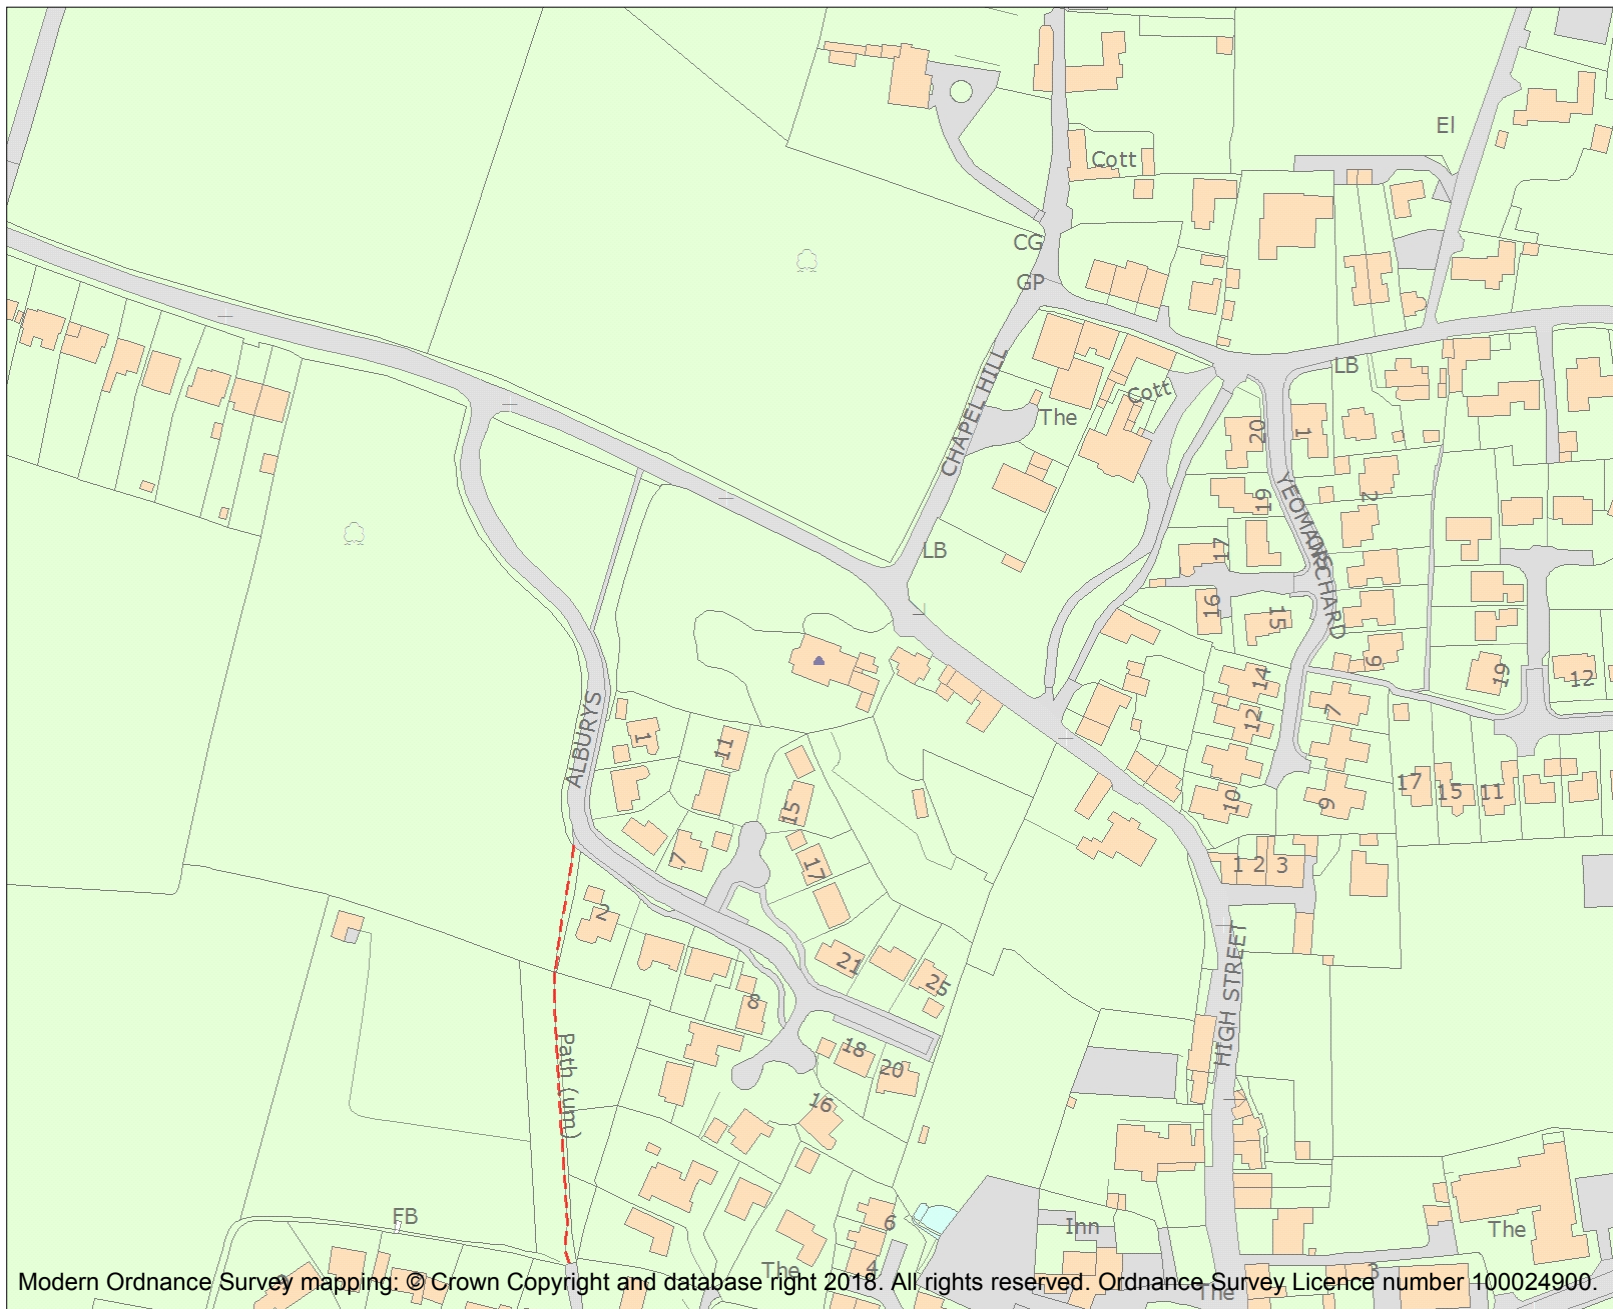 El
Cott
CG
GP
LB
CHAPEL HILL
Cott
The
20
1
2
19
YEOMANS
ORCHARD
17
LB
16
15
6
14
19
12
7
12
ALBURYS
1
11
10
9
17
15
11
15
7
17
1 2 3
2
21
25
8
HIGH STREET
18
20
16
Path (um)
FB
6
Inn
The
The
4
3
The
Modern Ordnance Survey mapping: © Crown Copyright and database right 2018. All rights reserved. Ordnance Survey Licence number 100024900.